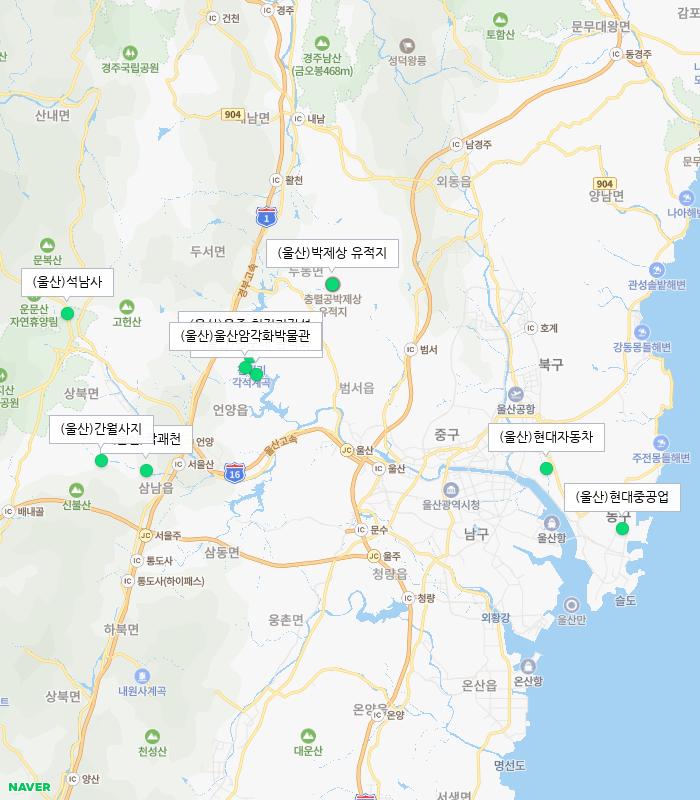 건천
IC
경주
IC
경주남산
(금오봉468m)
성덕왕릉
토함산
문무대왕면
감포
동경주
IC
경주국립공원
산내면
904
내남면
IC
내남
IC
남경주
외동읍
IC
활천
904
양남면
나아해변
1
두서면
문복산
(울산)박제상 유적지
두동면
관성솔밭해변
(울산)석남사
경부고속
충렬공박제상
유적지
운문산
자연휴양림
고헌산
IC
호계
강동몽돌해변
(울산)울산암각화박물관
IC
범서
북구
각석계곡
범서읍
상북면
울산공항
언양읍
중구
(울산)간월사지
작괘천
언양
울산고속
(울산)현대자동차
주전몽돌해변
JC
울산
IC
서울산
16
IC
울산
신불산
삼남읍
울산광역시청
(울산)현대중공업
동구
IC
배내골
IC
문수
남구
울산항
JC
서울주
삼동면
JC
울주
IC
통도사
청량읍
IC
통도사(하이패스)
IC
청량
슬도
울산만
외황강
웅촌면
하북면
온산항
내원사계곡
온산읍
상북면
온양읍
IC
온양
천성산
대운산
명선도
IC
양산
NAVER
서생면